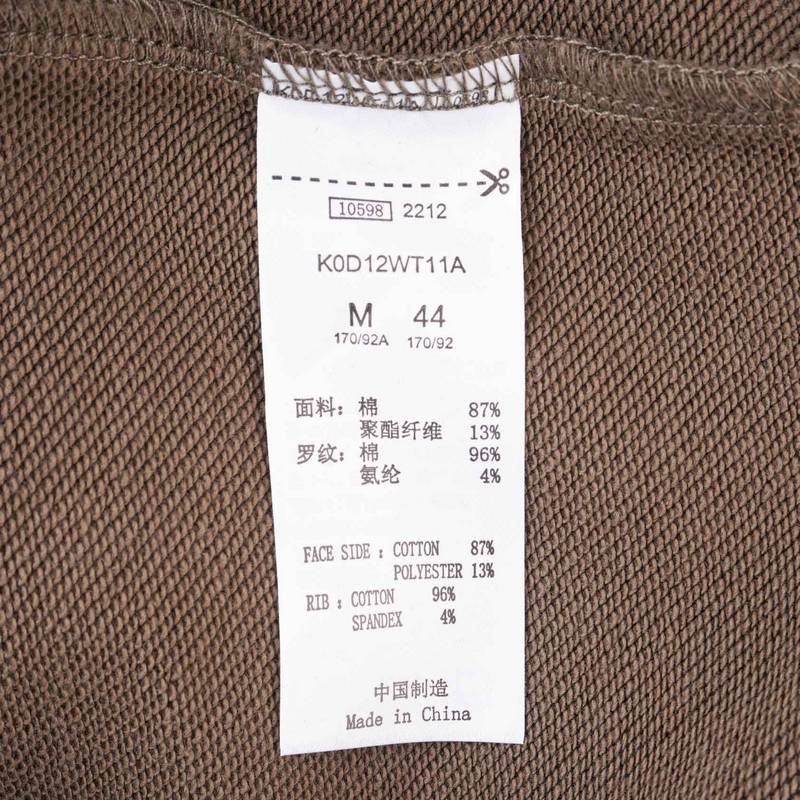 10598 2212
K0D12WT11A
M 44
170/92A 170/92
面料：棉 87%
聚酯纤维 13%
罗纹：棉 96%
氨纶 4%
FACE SIDE : COTTON 87%
POLYESTER 13%
RIB : COTTON 96%
SPANDEX 4%
中国制造
Made in China